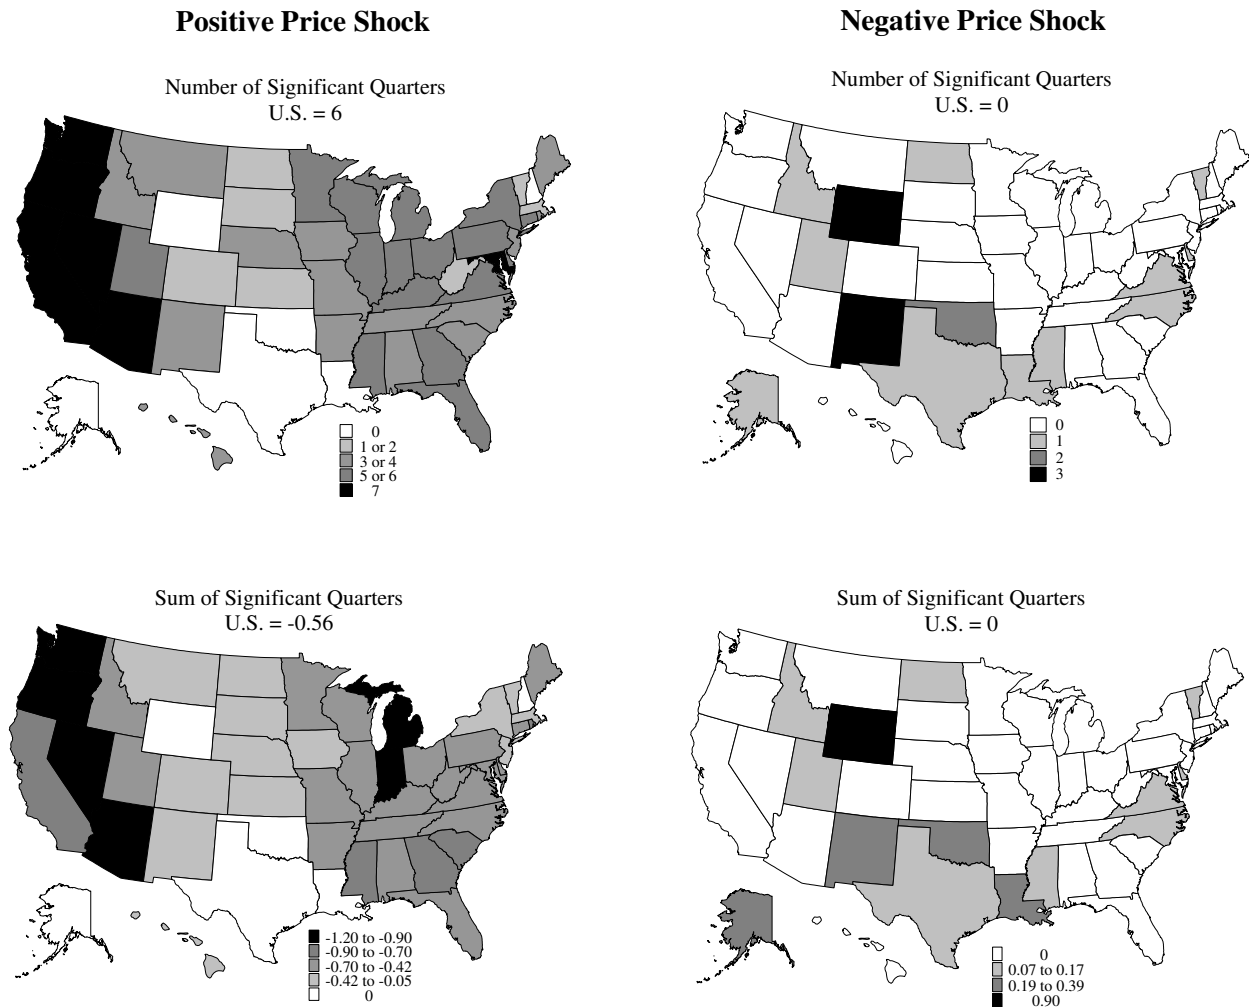 Positive Price Shock
Negative Price Shock
Number of Significant Quarters
U.S. = 6
0
1 or 2
3 or 4
5 or 6
7
Number of Significant Quarters
U.S. = 0
0
1
2
3
Sum of Significant Quarters
U.S. = -0.56
-1.20 to -0.90
-0.90 to -0.70
-0.70 to -0.42
-0.42 to -0.05
0
Sum of Significant Quarters
U.S. = 0
0
0.07 to 0.17
0.19 to 0.39
0.90